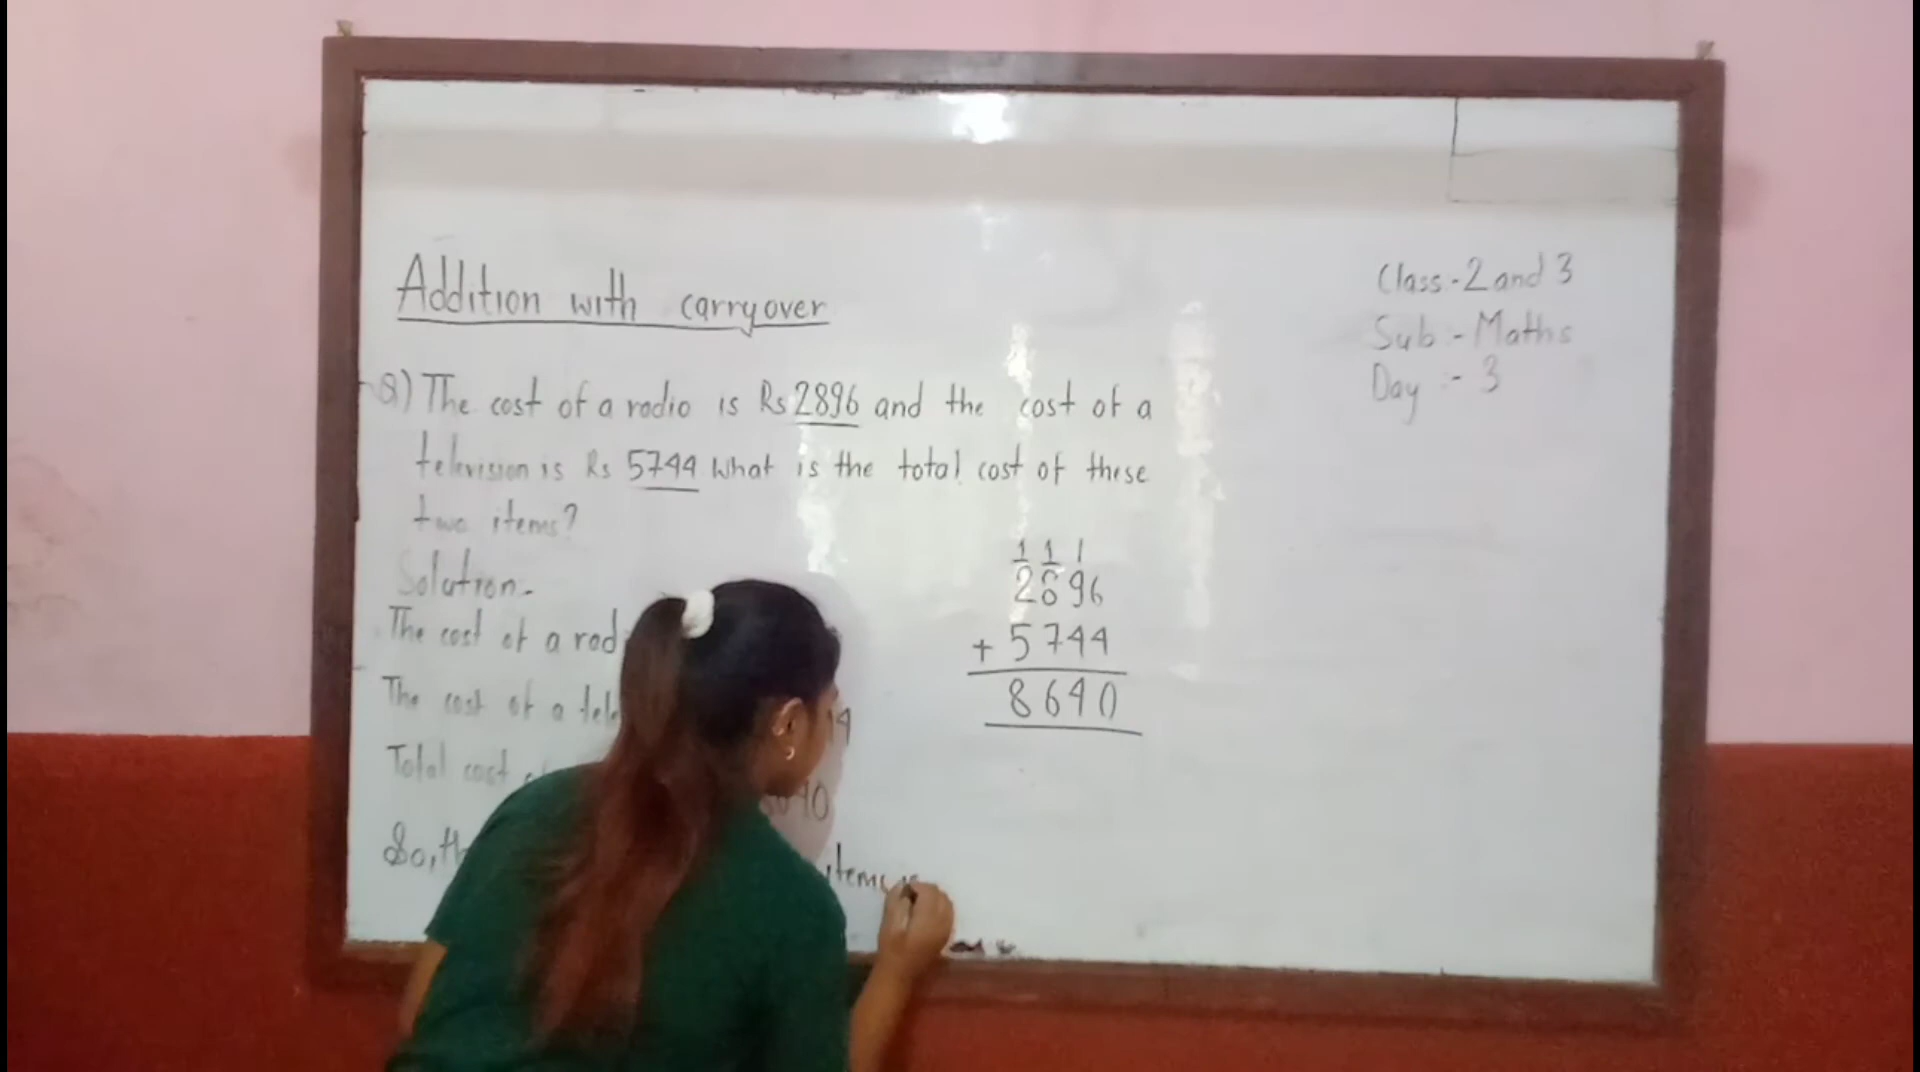 Addition with carryover
Class - 2 and 3
Sub :- Maths
Day :- 3
Q) The cost of a radio is Rs 2896 and the cost of a
television is Rs 5744 What is the total cost of these
two items?
Solution -
The cost of a rad
The cost of a tele
Total cost
So, th items is
1 1 1
2896
+ 5744
8640